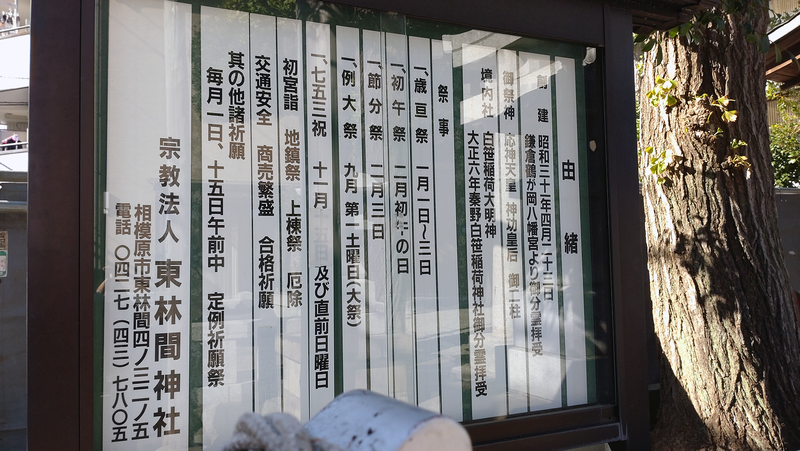 由緒
創建 昭和三十一年四月二十三日
鎌倉鶴が岡八幡宮より御分霊拝受
御祭神 応神天皇 神功皇后 御二柱
境内社 白笹稲荷大明神
大正六年秦野白笹稲荷神社御分霊拝受
祭事
一、歳亘祭 一月一日〜三日
一、初午祭 二月初午の日
一、節分祭 二月三日
一、例大祭 九月 第一土曜日(大祭)
一、七五三祝 十一月 及び直前日曜日
初宮詣 地鎮祭 上棟祭 厄除
交通安全 商売繁盛 合格祈願
其の他諸祈願
毎月一日、十五日午前中 定例祈願祭
宗教法人 東林間神社
相模原市東林間四ノ三二ノ五
電話 〇四二七(四三)七八〇五